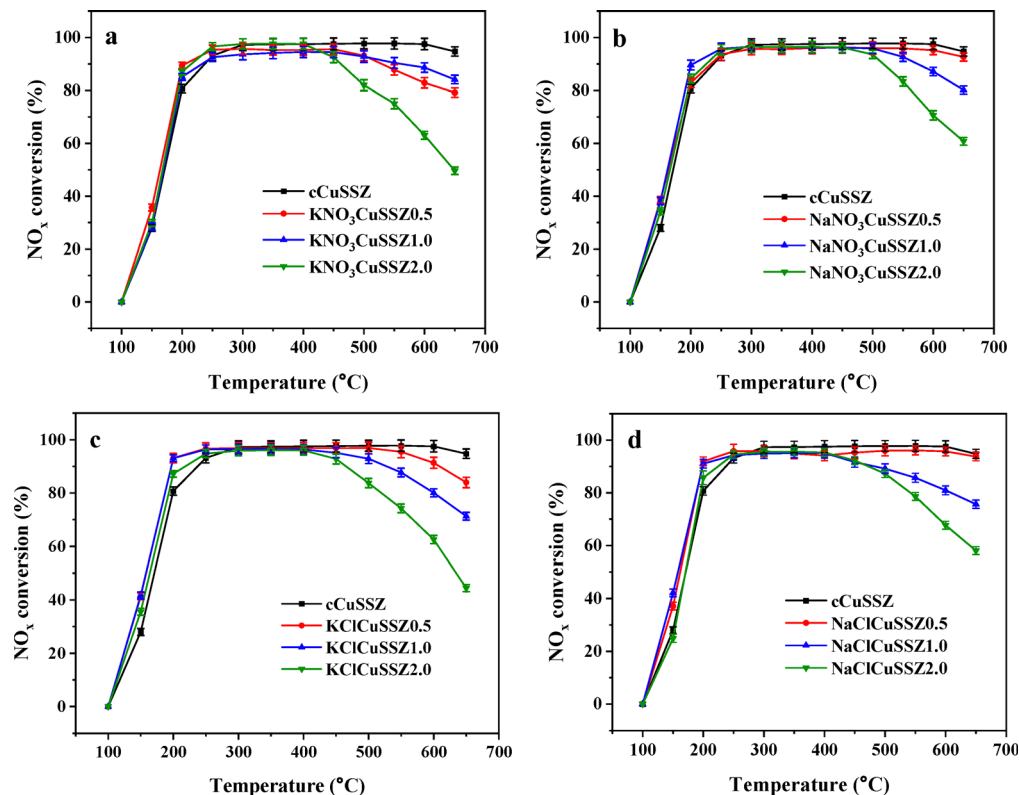 a
NOx conversion (%)
100
80
60
40
20
0
cCuSSZ
KNO3CuSSZ0.5
KNO3CuSSZ1.0
KNO3CuSSZ2.0
100 200 300 400 500 600 700
Temperature (°C)
b
NOx conversion (%)
100
80
60
40
20
0
cCuSSZ
NaNO3CuSSZ0.5
NaNO3CuSSZ1.0
NaNO3CuSSZ2.0
100 200 300 400 500 600 700
Temperature (°C)
c
NOx conversion (%)
100
80
60
40
20
0
cCuSSZ
KClCuSSZ0.5
KClCuSSZ1.0
KClCuSSZ2.0
100 200 300 400 500 600 700
Temperature (°C)
d
NOx conversion (%)
100
80
60
40
20
0
cCuSSZ
NaClCuSSZ0.5
NaClCuSSZ1.0
NaClCuSSZ2.0
100 200 300 400 500 600 700
Temperature (°C)